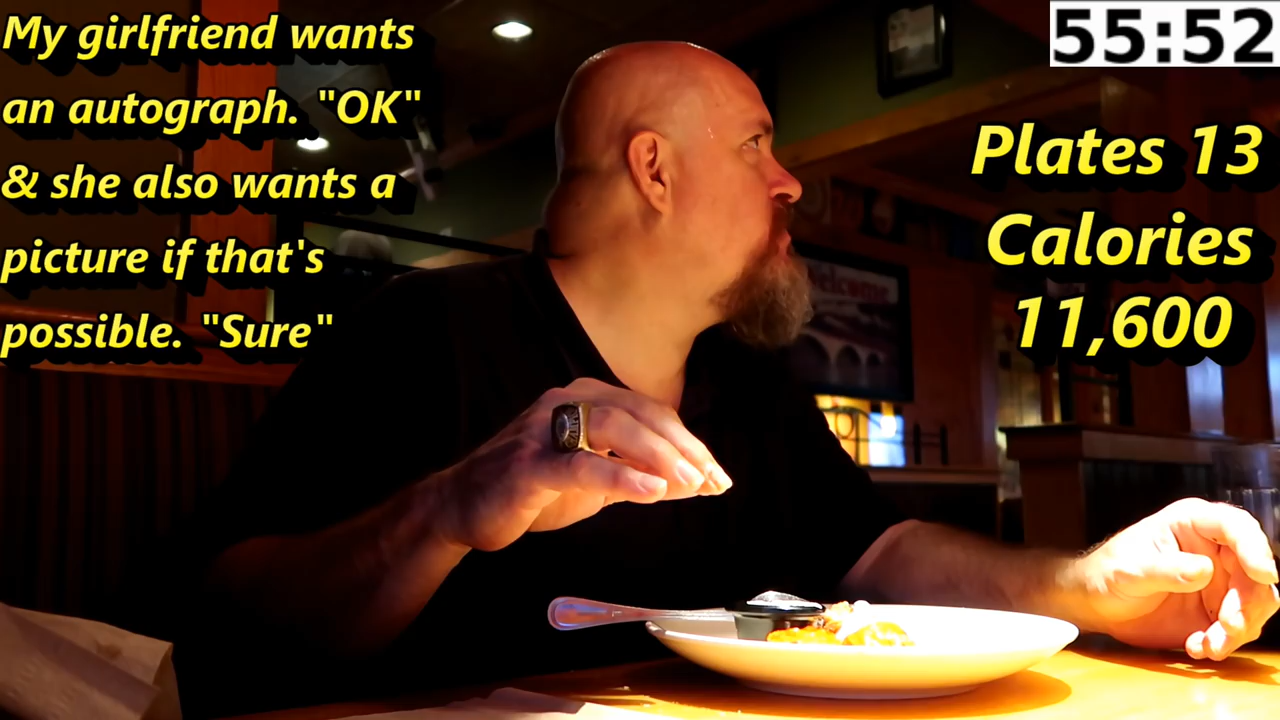 My girlfriend wants
an autograph. "OK"
& she also wants a
picture if that's
possible. "Sure"
55:52
Plates 13
Calories
11,600
Welcome